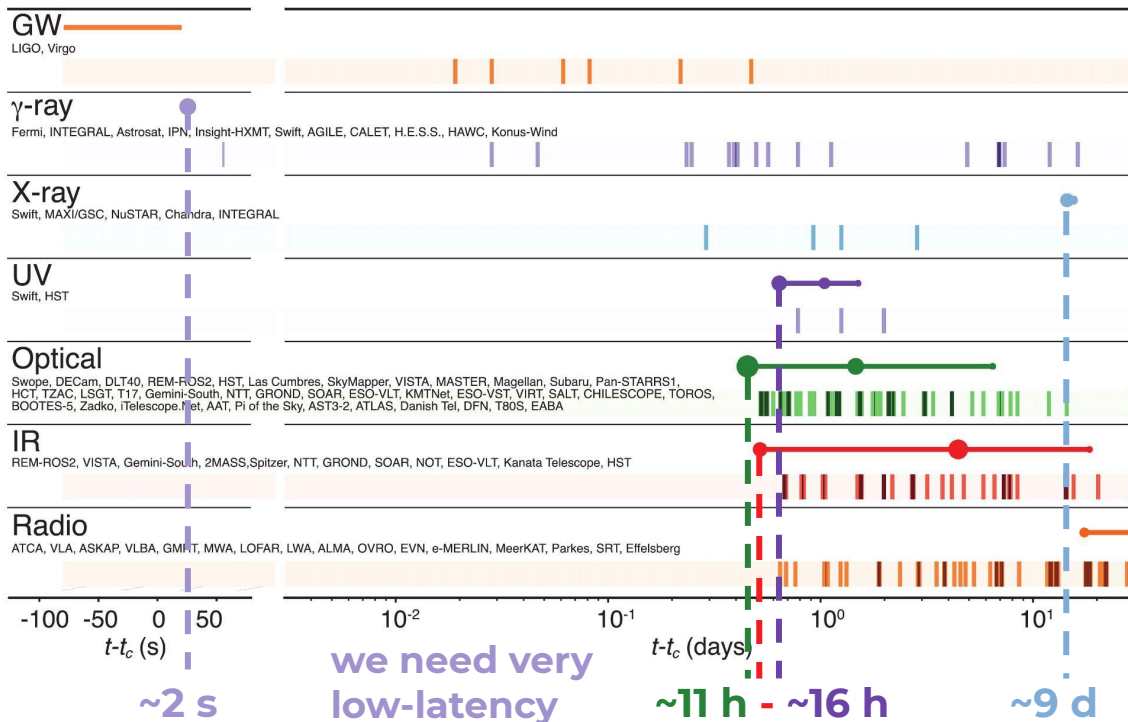 GW
LIGO, Virgo
γ-ray
Fermi, INTEGRAL, Astrosat, IPN, Insight-HXMT, Swift, AGILE, CALET, H.E.S.S., HAWC, Konus-Wind
X-ray
Swift, MAXI/GSC, NuSTAR, Chandra, INTEGRAL
UV
Swift, HST
Optical
Swope, DECam, DLT40, REM-ROS2, HST, Las Cumbres, SkyMapper, VISTA, MASTER, Magellan, Subaru, Pan-STARRS1,
HCT, TZAC, LSGT, T17, Gemini-South, NTT, GROND, SOAR, ESO-VLT, KMTNet, ESO-VST, VIRT, SALT, CHILESCOPE, TOROS,
BOOTES-5, Zadko, iTelescope.Net, AAT, Pi of the Sky, AST3-2, ATLAS, Danish Tel, DFN, T80S, EABA
IR
REM-ROS2, VISTA, Gemini-South, 2MASS,Spitzer, NTT, GROND, SOAR, NOT, ESO-VLT, Kanata Telescope, HST
Radio
ATCA, VLA, ASKAP, VLBA, GMRT, MWA, LOFAR, LWA, ALMA, OVRO, EVN, e-MERLIN, MeerKAT, Parkes, SRT, Effelsberg
-100 -50 0 50 10⁻² 10⁻¹ 10⁰ 10¹
t-t_c (s) t-t_c (days)
we need very
low-latency
~2 s ~11 h - ~16 h ~9 d